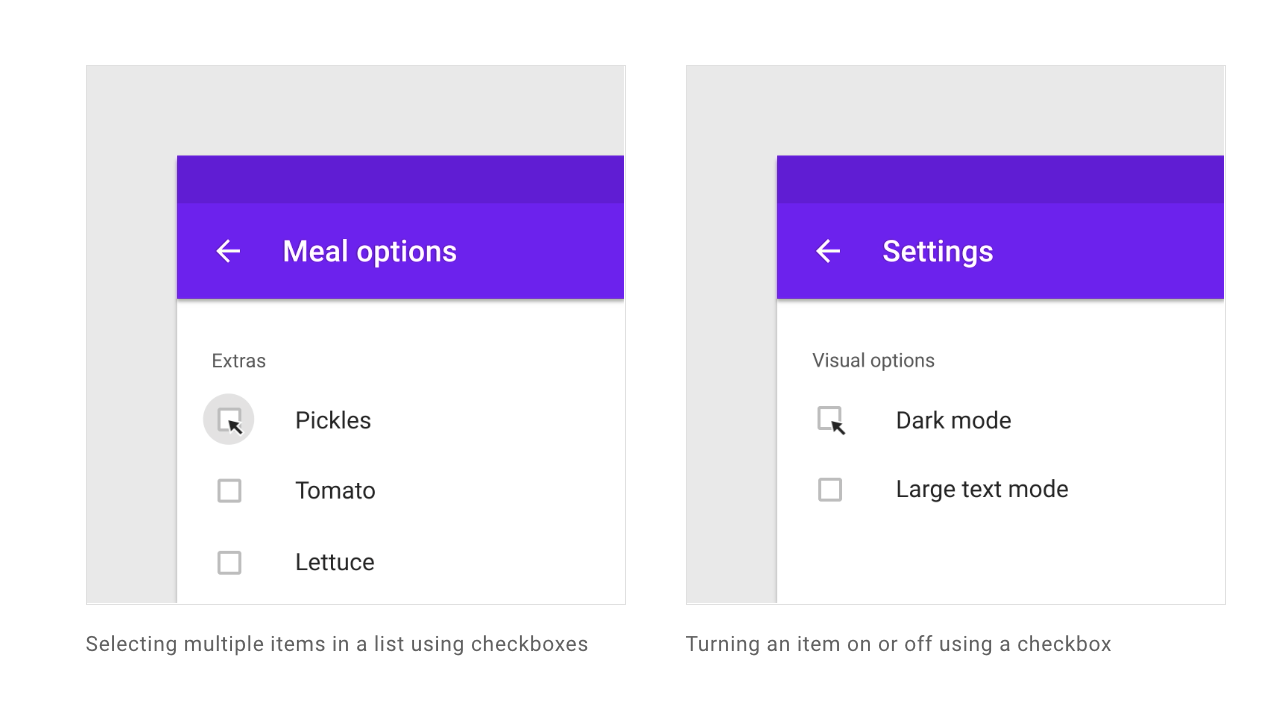 Meal options
Extras
Pickles
Tomato
Lettuce
Selecting multiple items in a list using checkboxes
Settings
Visual options
Dark mode
Large text mode
Turning an item on or off using a checkbox